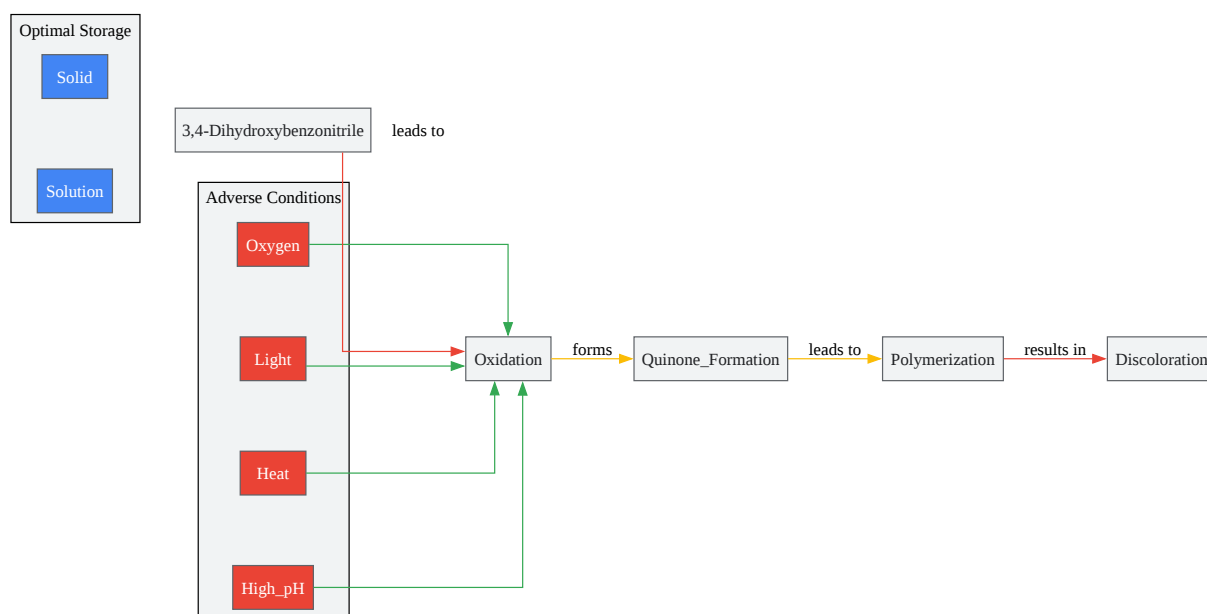 Optimal Storage
Solid
Solution
3,4-Dihydroxybenzonitrile
leads to
Adverse Conditions
Oxygen
Light
Heat
High_pH
Oxidation
forms
Quinone_Formation
leads to
Polymerization
results in
Discoloration